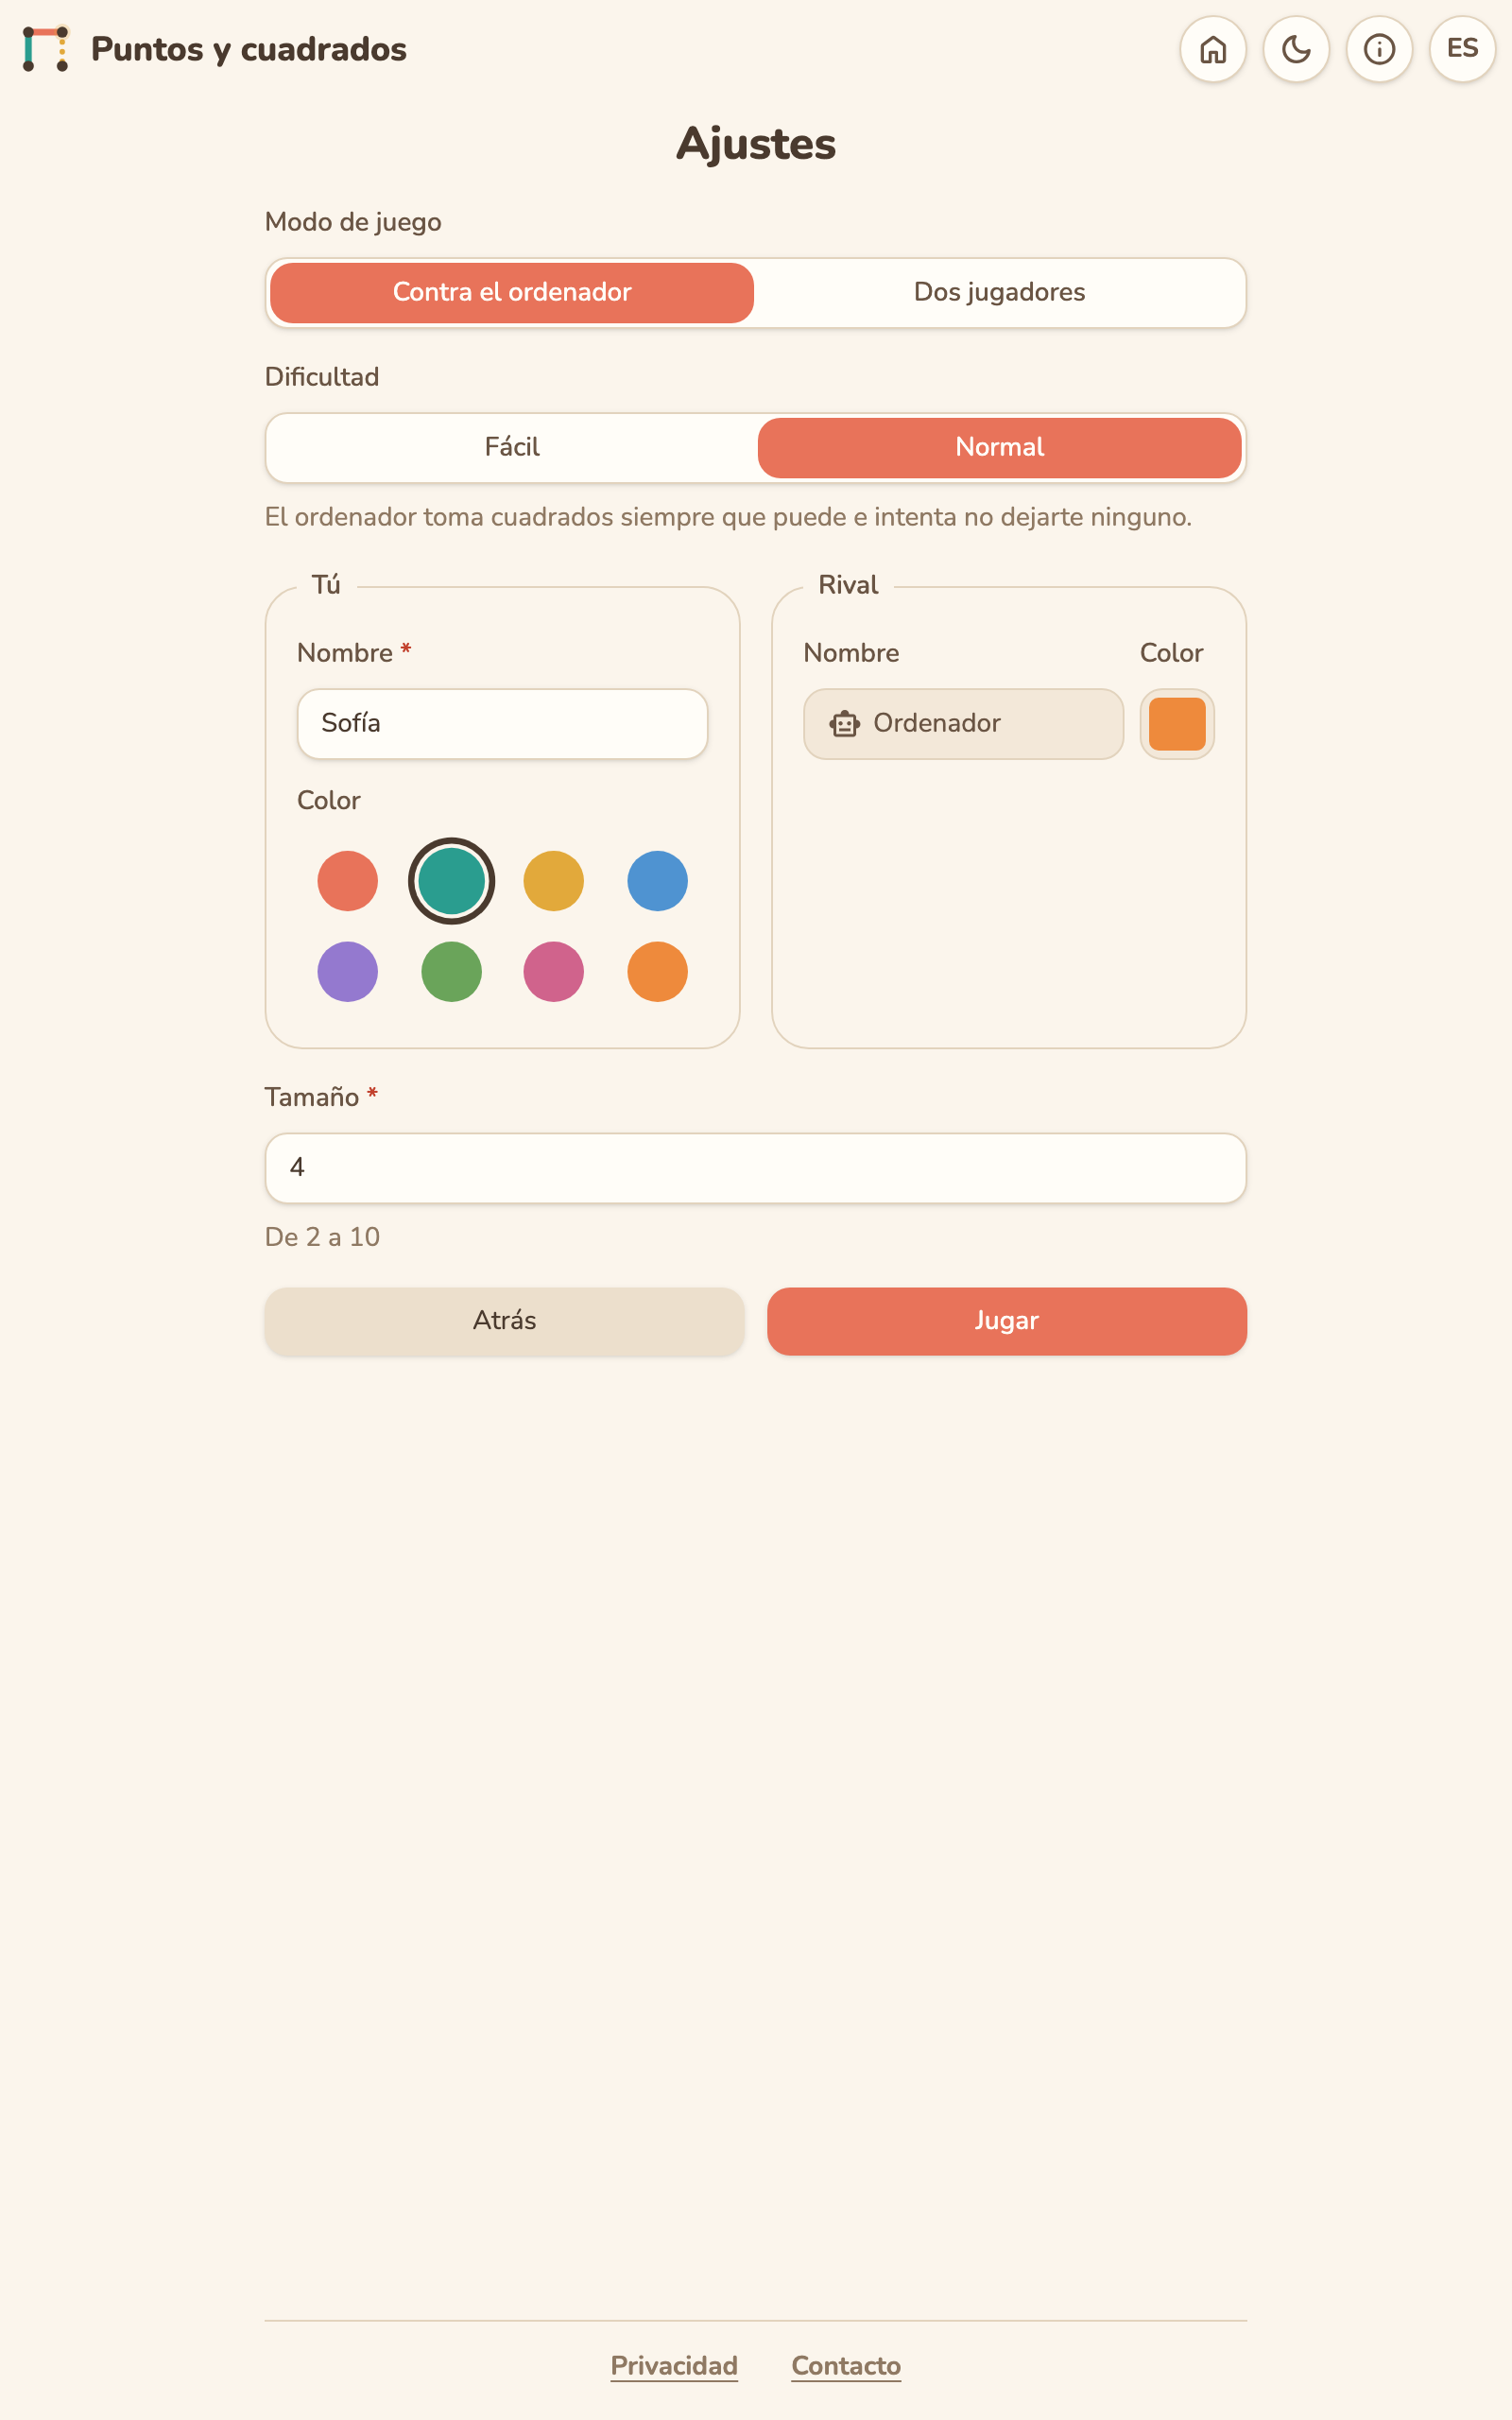 Puntos y cuadrados
ES
Ajustes
Modo de juego
Contra el ordenador
Dos jugadores
Dificultad
Fácil
Normal
El ordenador toma cuadrados siempre que puede e intenta no dejarte ninguno.
Tú
Nombre *
Sofía
Color
Rival
Nombre
Color
Ordenador
Tamaño *
4
De 2 a 10
Atrás
Jugar
Privacidad
Contacto